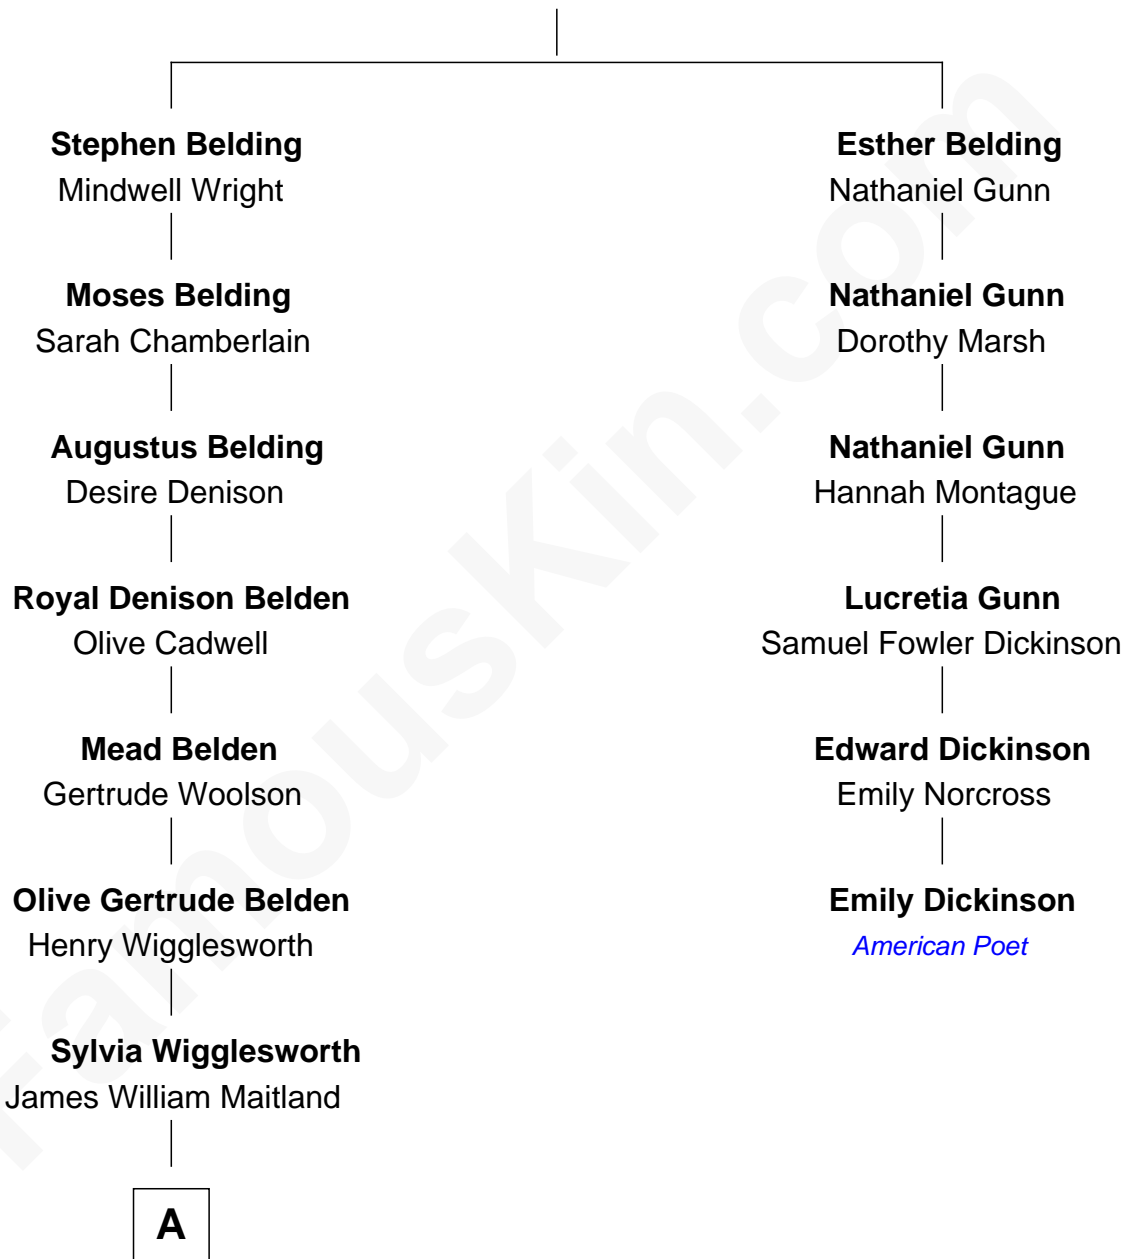 Stephen Belding
Mindwell Wright
Moses Belding
Sarah Chamberlain
Augustus Belding
Desire Denison
Royal Denison Belden
Olive Cadwell
Mead Belden
Gertrude Woolson
Olive Gertrude Belden
Henry Wigglesworth
Sylvia Wigglesworth
James William Maitland
A
Esther Belding
Nathaniel Gunn
Nathaniel Gunn
Dorothy Marsh
Nathaniel Gunn
Hannah Montague
Lucretia Gunn
Samuel Fowler Dickinson
Edward Dickinson
Emily Norcross
Emily Dickinson
American Poet
FamousKin.com